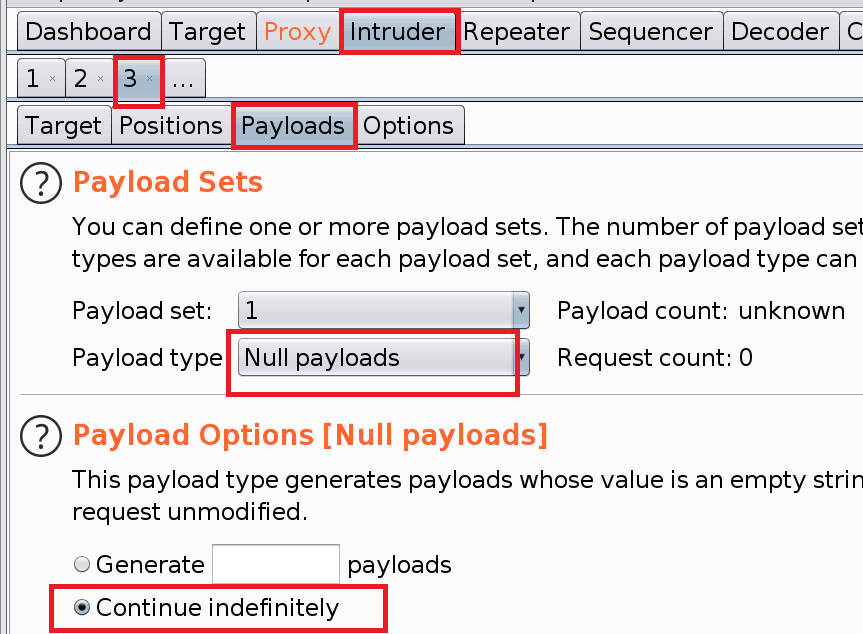 Dashboard Target Proxy Intruder Repeater Sequencer Decoder C
1 × 2 × 3 × ...
Target Positions Payloads Options
? Payload Sets
You can define one or more payload sets. The number of payload set
types are available for each payload set, and each payload type can
Payload set: 1 Payload count: unknown
Payload type Null payloads Request count: 0
? Payload Options [Null payloads]
This payload type generates payloads whose value is an empty strin
request unmodified.
Generate payloads
Continue indefinitely